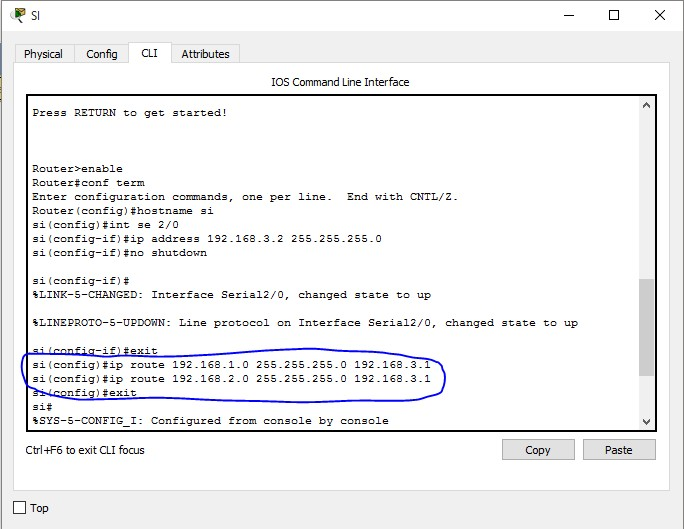 SI
Physical Config CLI Attributes
IOS Command Line Interface
Press RETURN to get started!
Router>enable
Router#conf term
Enter configuration commands, one per line.  End with CNTL/Z.
Router(config)#hostname si
si(config)#int se 2/0
si(config-if)#ip address 192.168.3.2 255.255.255.0
si(config-if)#no shutdown
si(config-if)#
%LINK-5-CHANGED: Interface Serial2/0, changed state to up
%LINEPROTO-5-UPDOWN: Line protocol on Interface Serial2/0, changed state to up
si(config-if)#exit
si(config)#ip route 192.168.1.0 255.255.255.0 192.168.3.1
si(config)#ip route 192.168.2.0 255.255.255.0 192.168.3.1
si(config)#exit
si#
%SYS-5-CONFIG_I: Configured from console by console
Ctrl+F6 to exit CLI focus
Copy Paste
Top